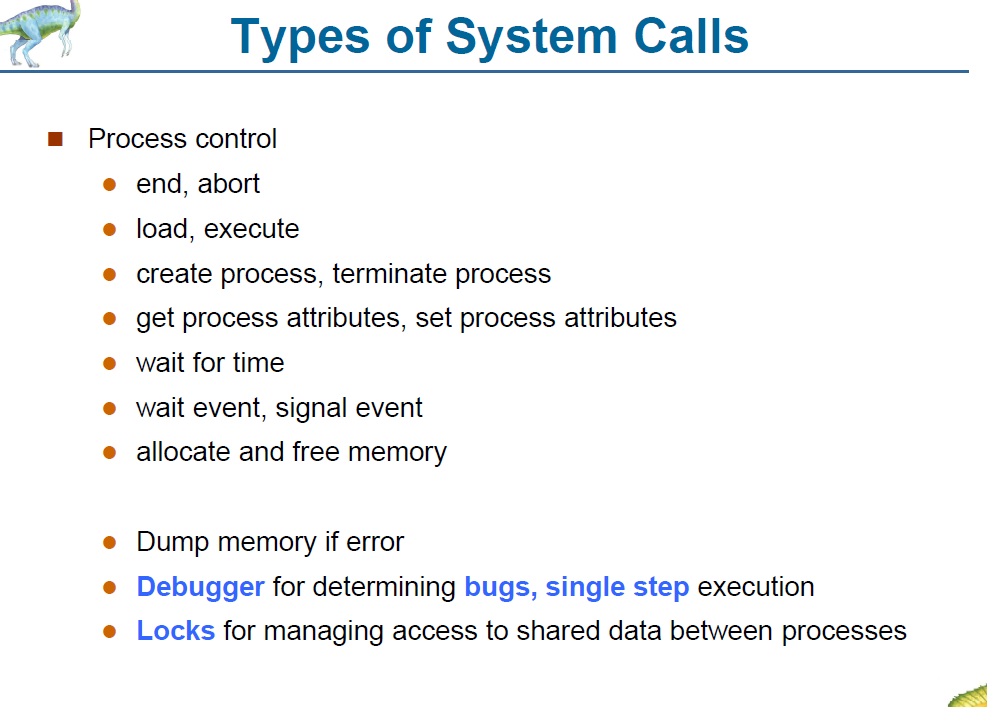 Types of System Calls
Process control
end, abort
load, execute
create process, terminate process
get process attributes, set process attributes
wait for time
wait event, signal event
allocate and free memory
Dump memory if error
Debugger for determining bugs, single step execution
Locks for managing access to shared data between processes